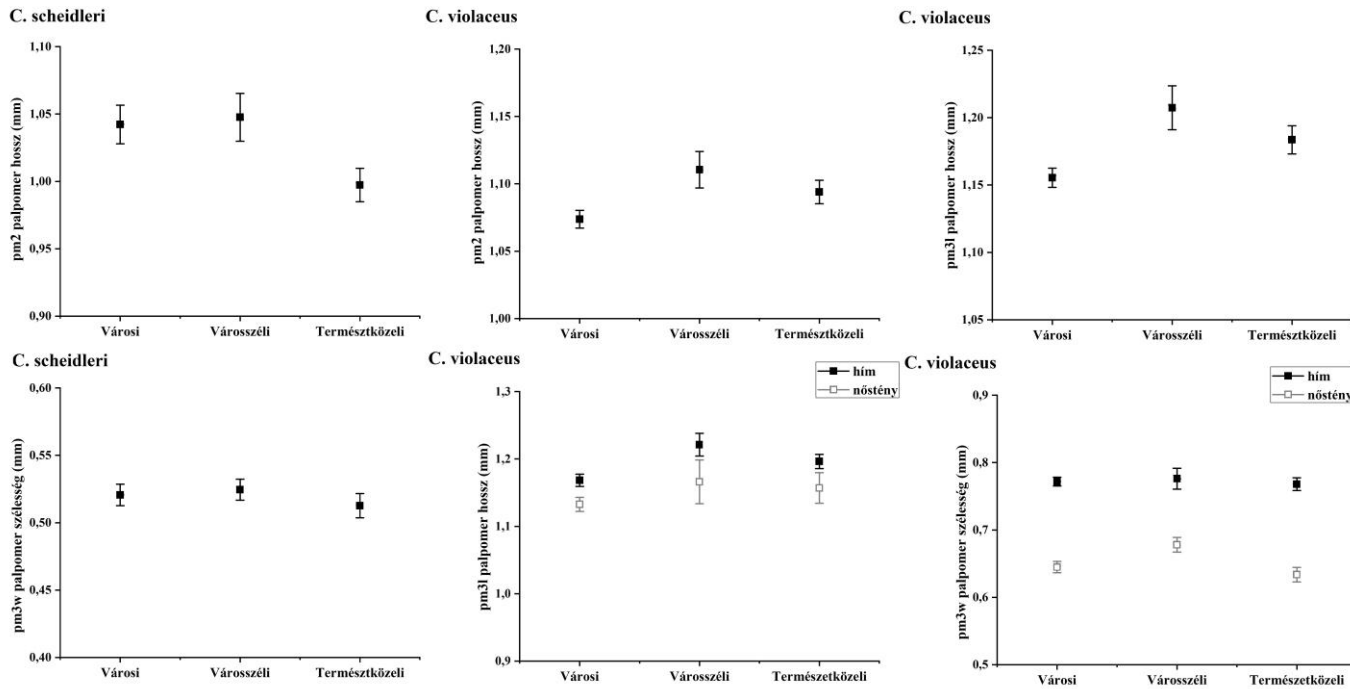 C. scheidleri
pm2 palpomer hossz (mm)
1,10
1,05
1,00
0,95
0,90
Városi
Városszéli
Térmésztközeli
C. violaceus
pm2 palpomer hossz (mm)
1,20
1,15
1,10
1,05
1,00
Városi
Városszéli
Természtközeli
C. violaceus
pm3l palpomer hossz (mm)
1,25
1,20
1,15
1,10
1,05
Városi
Városszéli
Természtközeli
C. scheidleri
pm3w palpomer szélesség (mm)
0,60
0,55
0,50
0,45
0,40
Városi
Városszéli
Természtközeli
C. violaceus
hím
nőstény
pm3l palpomer hossz (mm)
1,3
1,2
1,1
1,0
0,9
Városi
Városszéli
Természetközeli
C. violaceus
hím
nőstény
pm3w palpomer szélesség (mm)
0,9
0,8
0,7
0,6
0,5
Városi
Városszéli
Természetközeli